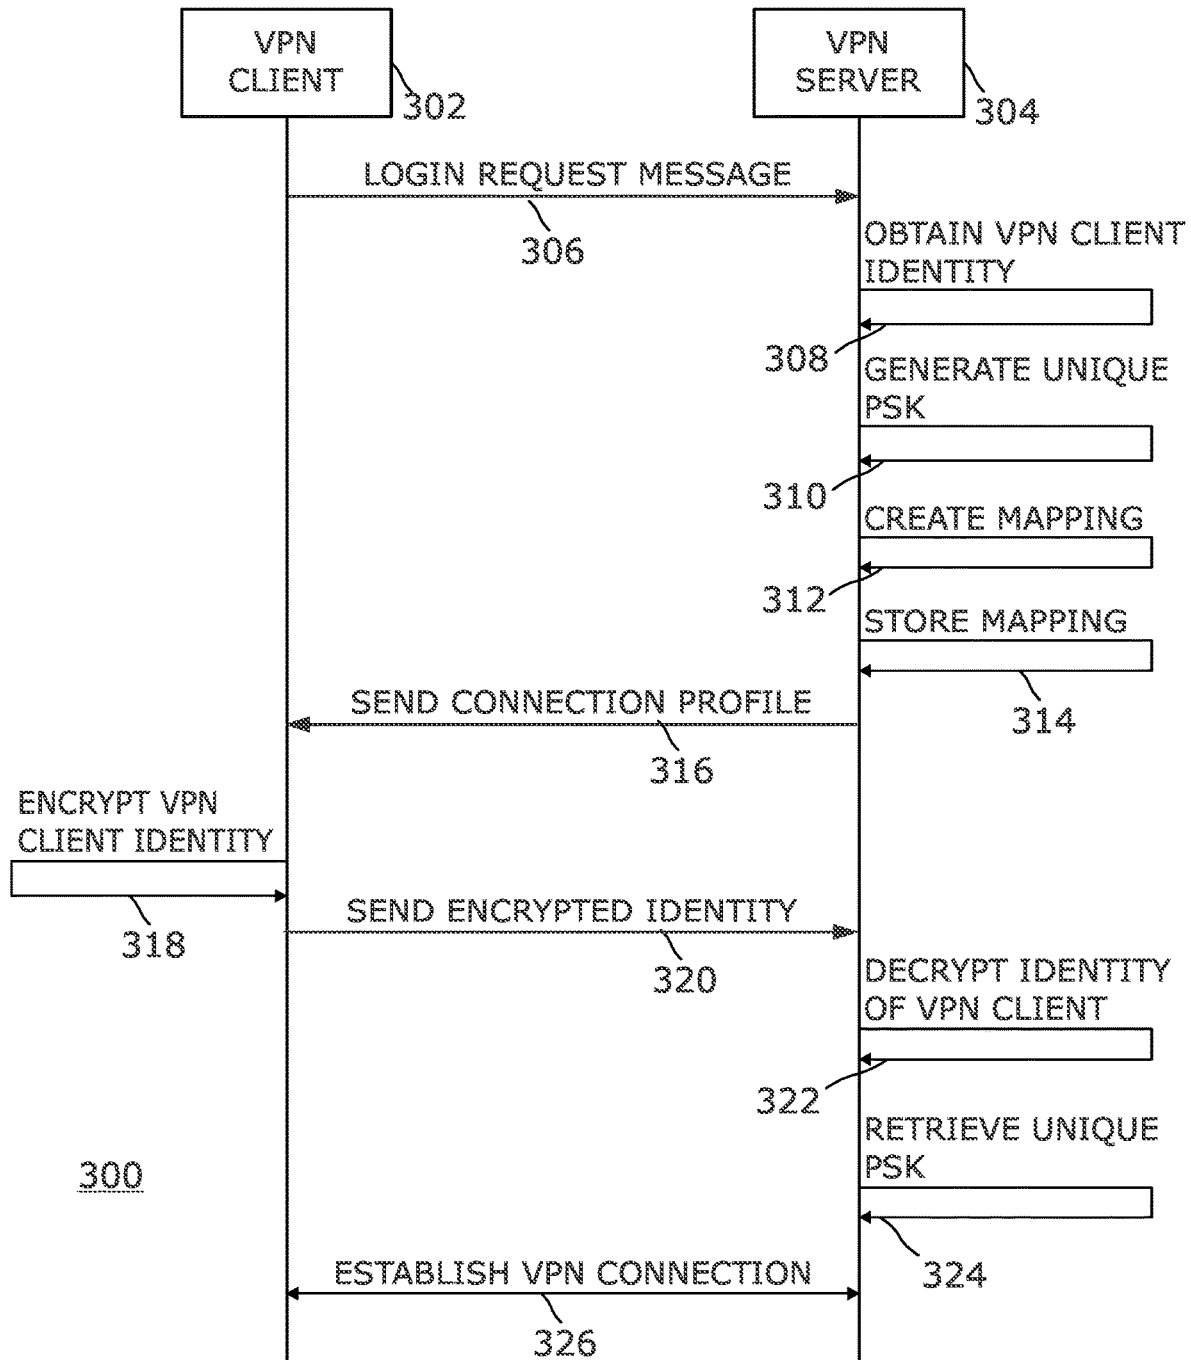 VPN
CLIENT
302
VPN
SERVER
304
LOGIN REQUEST MESSAGE
306
OBTAIN VPN CLIENT
IDENTITY
308
GENERATE UNIQUE
PSK
310
CREATE MAPPING
312
STORE MAPPING
314
SEND CONNECTION PROFILE
316
ENCRYPT VPN
CLIENT IDENTITY
318
SEND ENCRYPTED IDENTITY
320
DECRYPT IDENTITY
OF VPN CLIENT
322
RETRIEVE UNIQUE
PSK
324
300
ESTABLISH VPN CONNECTION
326